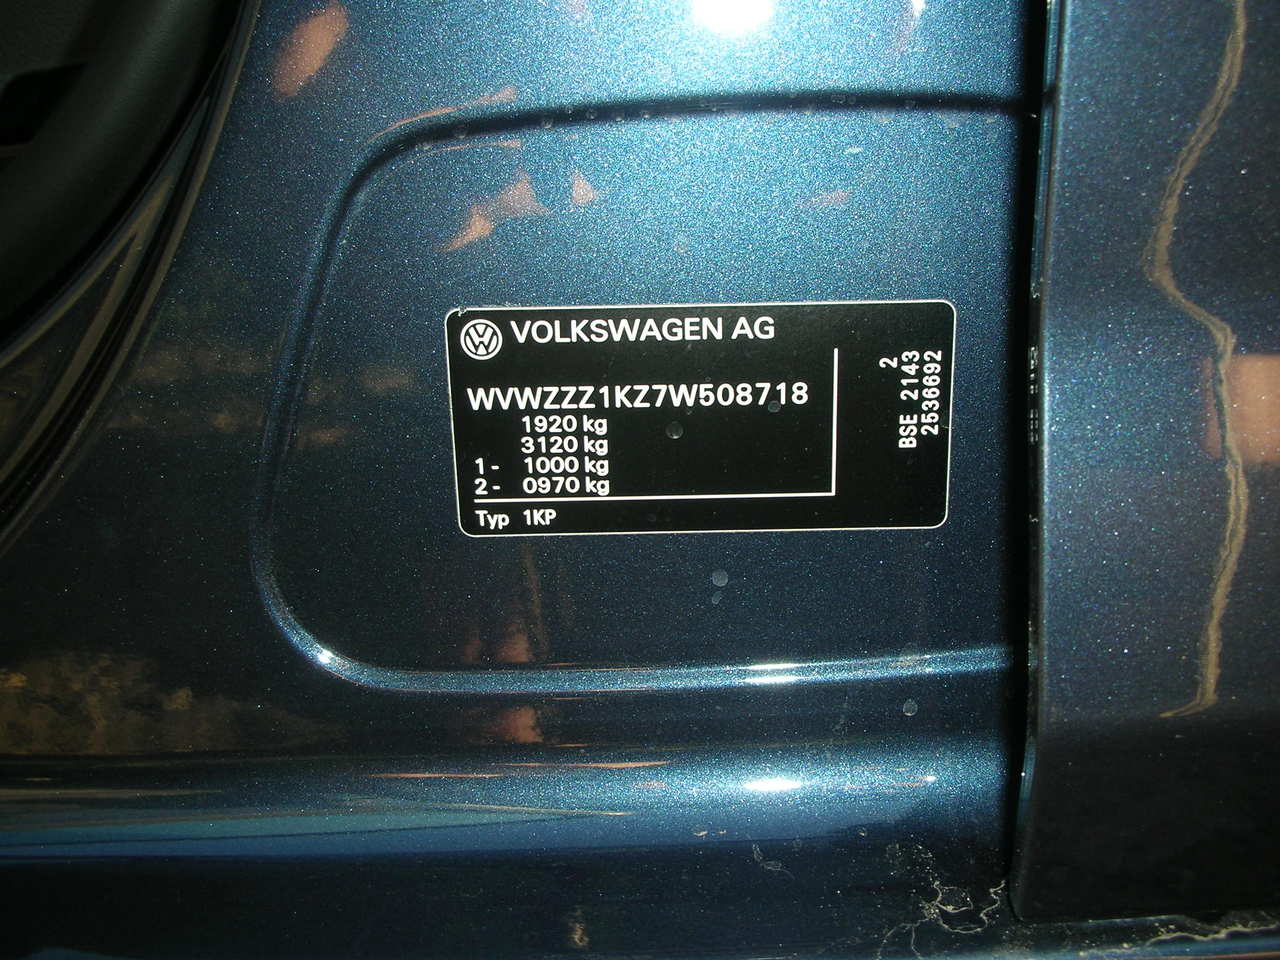 VOLKSWAGEN AG
WVWZZZ1KZ7W508718
1920 kg
3120 kg
1 - 1000 kg
2 - 0970 kg
Typ 1KP
2
BSE 2143
2536692